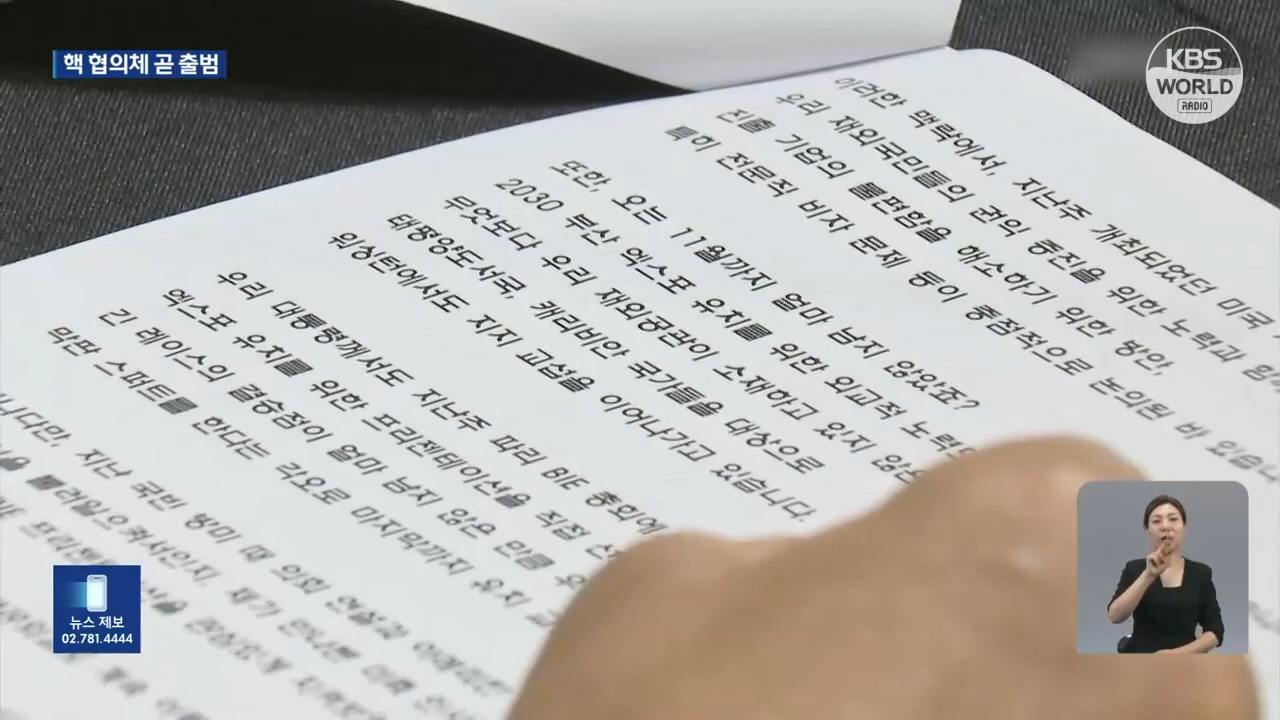 핵 협의체 곧 출범
KBS
WORLD
RADIO
이러한 맥락에서, 지난주 개최되었던 미국
우리 재외국민들의 권익 증진을 위한 노력과
진출 기업의 불편함을 해소하기 위한 방안,
특히 전문직 비자 문제 등이 중점적으로 논의된 바 있습니
또한, 오는 11월까지 얼마 남지 않았죠?
2030 부산 엑스포 유치를 위한 외교적 노력
무엇보다 우리 재외공관이 소재하고 있지 않은
태평양도서국, 캐리비안 국가들을 대상으로
워싱턴에서도 지지 교섭을 이어나가고 있습니다.
우리 대통령께서도 지난주 파리 BIE 총회에
엑스포 유치를 위한 프리젠테이션을 직접
긴 레이스의 결승점이 얼마 남지 않은 만큼
막판 스퍼트를 한다는 각오로 마지막까지 유치
지난 국빈 방미 때 의회 연설과
뉴스 제보
02.781.4444